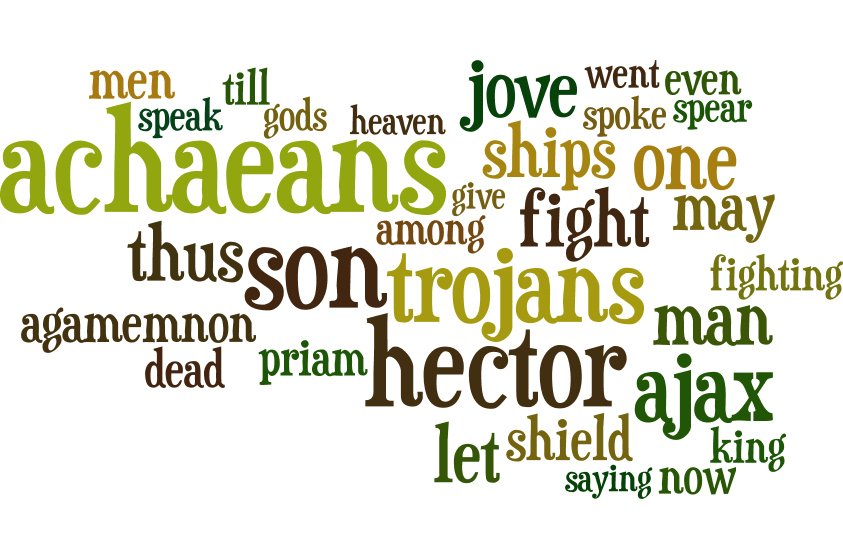 men
till
jove
went
even
speak
gods
heaven
spoke
spear
achaeans
ships
one
give
may
among
fight
thus
son
trojans
fighting
agamemnon
man
dead
priam
hector
ajax
let
shield
king
saying
now